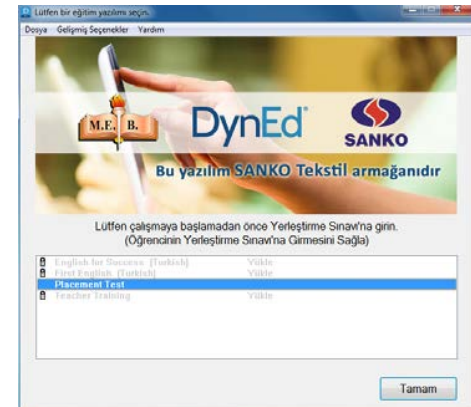 Lütfen bir eğitim yazılımı seçin.
Dosya Gelişmiş Seçenekler Yardım
M.E. B.
DynEd
SANKO
Bu yazılım SANKO Tekstil armağanıdır
Lütfen çalışmaya başlamadan önce Yerleştirme Sınavı'na girin.
(Öğrencinin Yerleştirme Sınavı'na Girmesini Sağla)
English for Success [Turkish] Yükle
First English [Turkish] Yükle
Placement Test
Teacher Training Yükle
Tamam